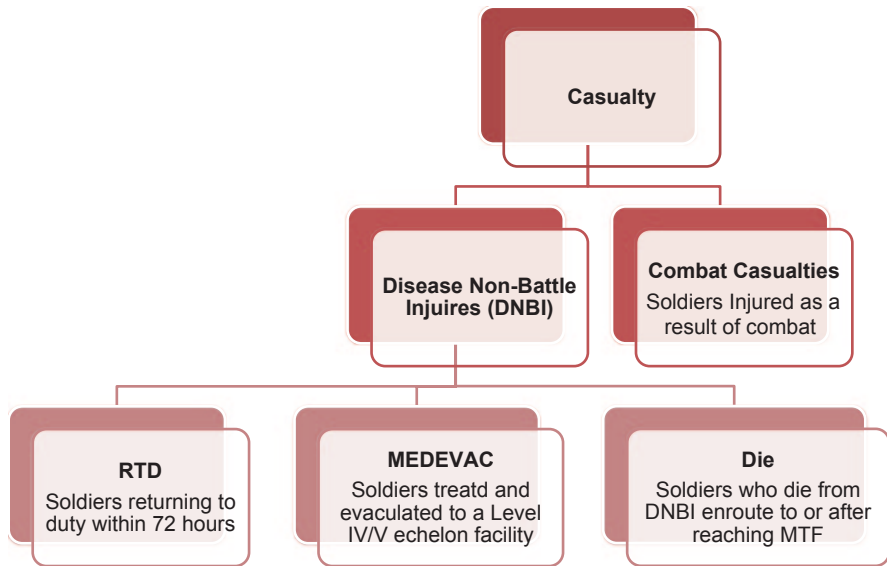 Casualty
Disease Non-Battle
Injuires (DNBI)
Combat Casualties
Soldiers Injured as a
result of combat
RTD
Soldiers returning to
duty within 72 hours
MEDEVAC
Soldiers treatd and
evaculated to a Level
IV/V echelon facility
Die
Soldiers who die from
DNBI enroute to or after
reaching MTF